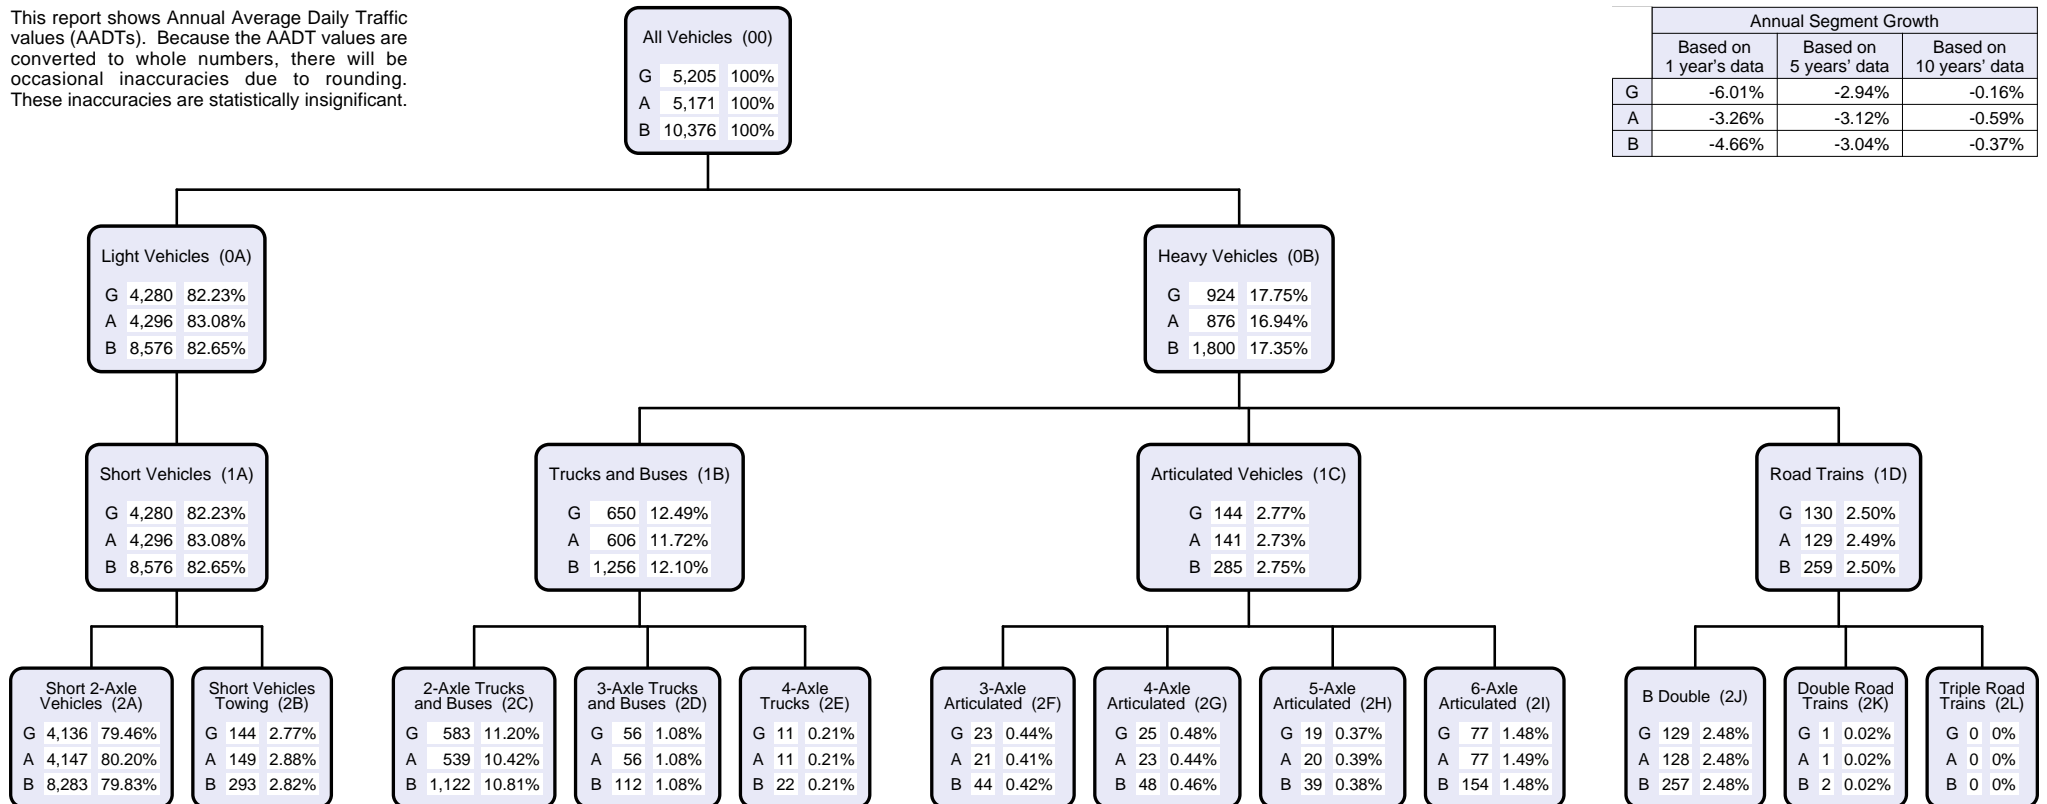 This report shows Annual Average Daily Traffic
values (AADTs). Because the AADT values are
converted to whole numbers, there will be
occasional inaccuracies due to rounding.
These inaccuracies are statistically insignificant.
All Vehicles (00)
G 5,205 100%
A 5,171 100%
B 10,376 100%
Annual Segment Growth
Based on 1 year's data Based on 5 years' data Based on 10 years' data
G -6.01% -2.94% -0.16%
A -3.26% -3.12% -0.59%
B -4.66% -3.04% -0.37%
Light Vehicles (0A)
G 4,280 82.23%
A 4,296 83.08%
B 8,576 82.65%
Heavy Vehicles (0B)
G 924 17.75%
A 876 16.94%
B 1,800 17.35%
Short Vehicles (1A)
G 4,280 82.23%
A 4,296 83.08%
B 8,576 82.65%
Trucks and Buses (1B)
G 650 12.49%
A 606 11.72%
B 1,256 12.10%
Articulated Vehicles (1C)
G 144 2.77%
A 141 2.73%
B 285 2.75%
Road Trains (1D)
G 130 2.50%
A 129 2.49%
B 259 2.50%
Short 2-Axle
Vehicles (2A)
G 4,136 79.46%
A 4,147 80.20%
B 8,283 79.83%
Short Vehicles
Towing (2B)
G 144 2.77%
A 149 2.88%
B 293 2.82%
2-Axle Trucks
and Buses (2C)
G 583 11.20%
A 539 10.42%
B 1,122 10.81%
3-Axle Trucks
and Buses (2D)
G 56 1.08%
A 56 1.08%
B 112 1.08%
4-Axle
Trucks (2E)
G 11 0.21%
A 11 0.21%
B 22 0.21%
3-Axle
Articulated (2F)
G 23 0.44%
A 21 0.41%
B 44 0.42%
4-Axle
Articulated (2G)
G 25 0.48%
A 23 0.44%
B 48 0.46%
5-Axle
Articulated (2H)
G 19 0.37%
A 20 0.39%
B 39 0.38%
6-Axle
Articulated (2I)
G 77 1.48%
A 77 1.49%
B 154 1.48%
B Double (2J)
G 129 2.48%
A 128 2.48%
B 257 2.48%
Double Road
Trains (2K)
G 1 0.02%
A 1 0.02%
B 2 0.02%
Triple Road
Trains (2L)
G 0 0%
A 0 0%
B 0 0%